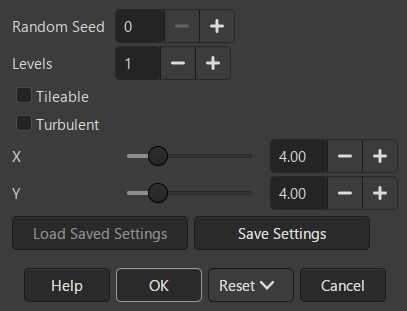 Random Seed 0
Levels 1
Tileable
Turbulent
X 4.00
Y 4.00
Load Saved Settings Save Settings
Help OK Reset Cancel